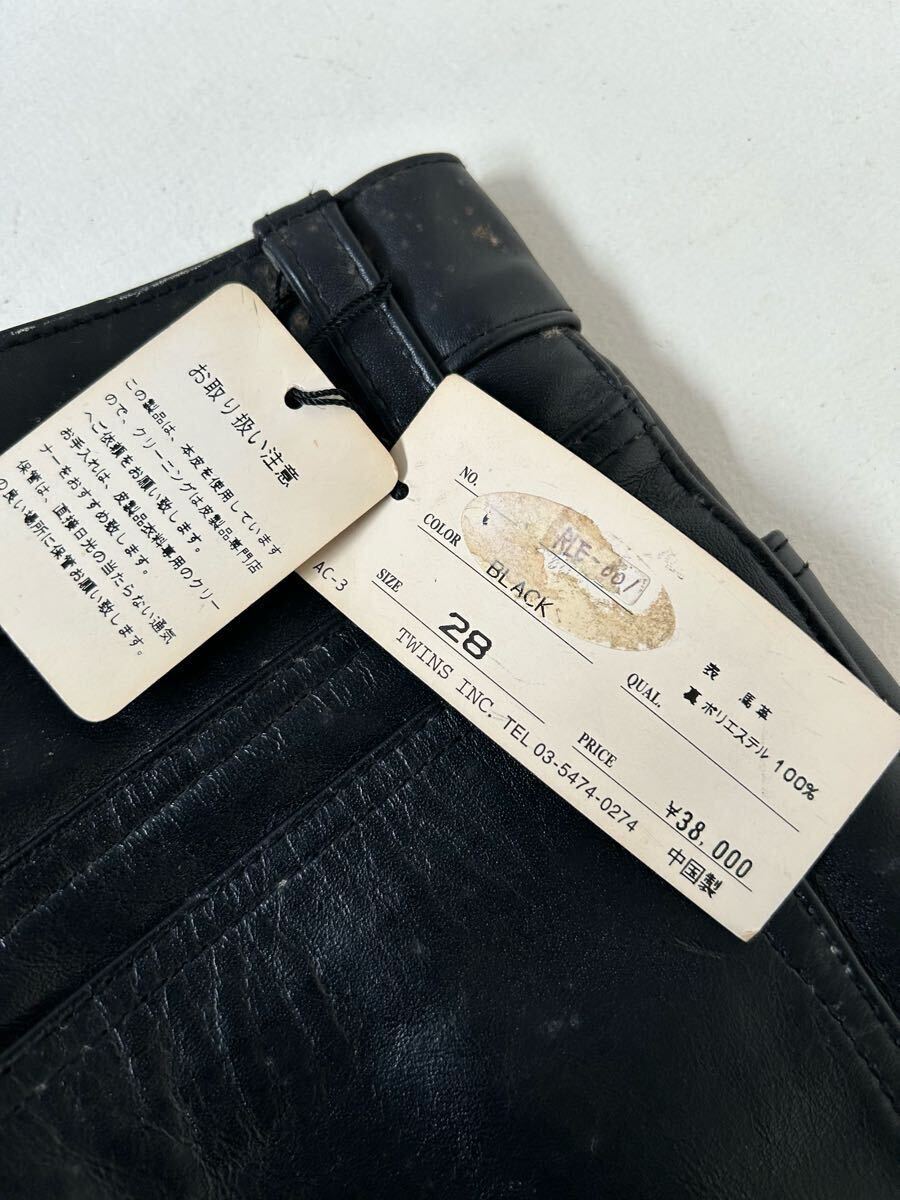 お取り扱い注意
この製品は、本皮を使用しています
ので、クリーニングは皮製品専門店
へご依頼をお願い致します。
お手入れは、皮製品衣料専用のクリー
ナーをおすすめ致します。
保管は、直接日光の当たらない通気
の良い場所に保管お願い致します。
NO. RLF-001
COLOR BLACK
SIZE 28
QUAL. 表 馬革
裏 ポリエステル 100%
PRICE ¥38,000
AC-3 TWINS INC. TEL 03-5474-0274 中国製